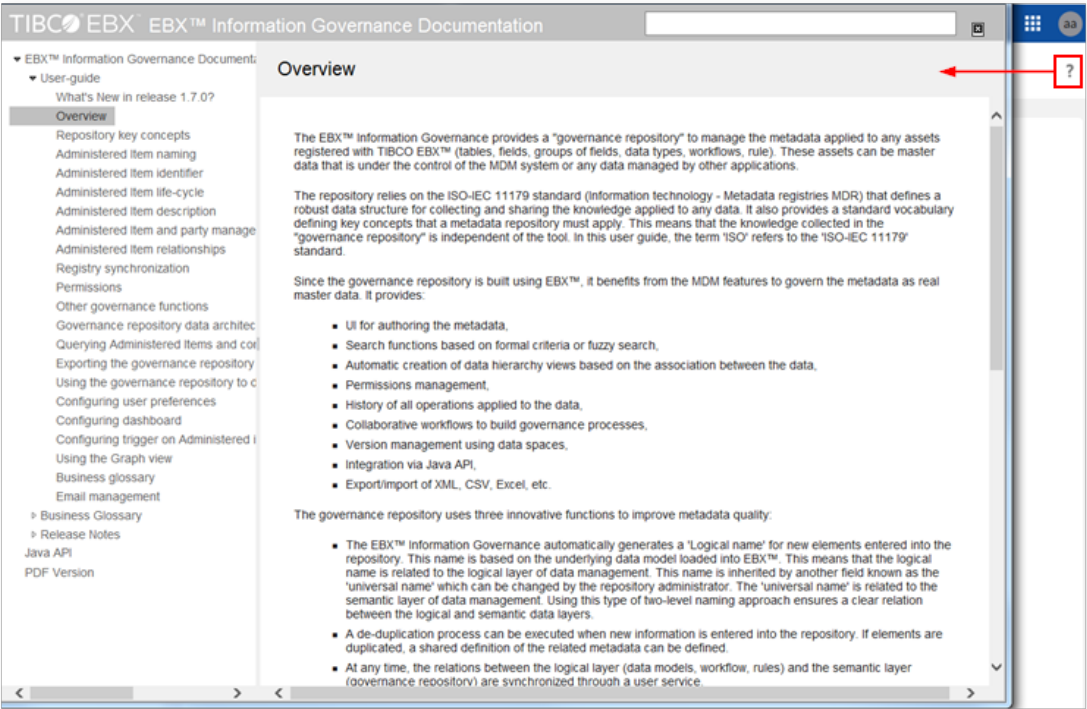 TIBCO EBX™ EBX™ Information Governance Documentation
aa
?
EBX™ Information Governance Documenta
User-guide
What's New in release 1.7.0?
Overview
Repository key concepts
Administered Item naming
Administered Item identifier
Administered Item life-cycle
Administered Item description
Administered Item and party manage
Administered Item relationships
Registry synchronization
Permissions
Other governance functions
Governance repository data architec
Querying Administered Items and cor
Exporting the governance repository
Using the governance repository to c
Configuring user preferences
Configuring dashboard
Configuring trigger on Administered i
Using the Graph view
Business glossary
Email management
Business Glossary
Release Notes
Java API
PDF Version
Overview
The EBX™ Information Governance provides a "governance repository" to manage the metadata applied to any assets
registered with TIBCO EBX™ (tables, fields, groups of fields, data types, workflows, rule). These assets can be master
data that is under the control of the MDM system or any data managed by other applications.
The repository relies on the ISO-IEC 11179 standard (Information technology - Metadata registries MDR) that defines a
robust data structure for collecting and sharing the knowledge applied to any data. It also provides a standard vocabulary
defining key concepts that a metadata repository must apply. This means that the knowledge collected in the
"governance repository" is independent of the tool. In this user guide, the term 'ISO' refers to the 'ISO-IEC 11179'
standard.
Since the governance repository is built using EBX™, it benefits from the MDM features to govern the metadata as real
master data. It provides:
UI for authoring the metadata,
Search functions based on formal criteria or fuzzy search,
Automatic creation of data hierarchy views based on the association between the data,
Permissions management,
History of all operations applied to the data,
Collaborative workflows to build governance processes,
Version management using data spaces,
Integration via Java API,
Export/import of XML, CSV, Excel, etc.
The governance repository uses three innovative functions to improve metadata quality:
The EBX™ Information Governance automatically generates a 'Logical name' for new elements entered into the
repository. This name is based on the underlying data model loaded into EBX™. This means that the logical
name is related to the logical layer of data management. This name is inherited by another field known as the
'universal name' which can be changed by the repository administrator. The 'universal name' is related to the
semantic layer of data management. Using this type of two-level naming approach ensures a clear relation
between the logical and semantic data layers.
A de-duplication process can be executed when new information is entered into the repository. If elements are
duplicated, a shared definition of the related metadata can be defined.
At any time, the relations between the logical layer (data models, workflow, rules) and the semantic layer
(governance repository) are synchronized through a user service.